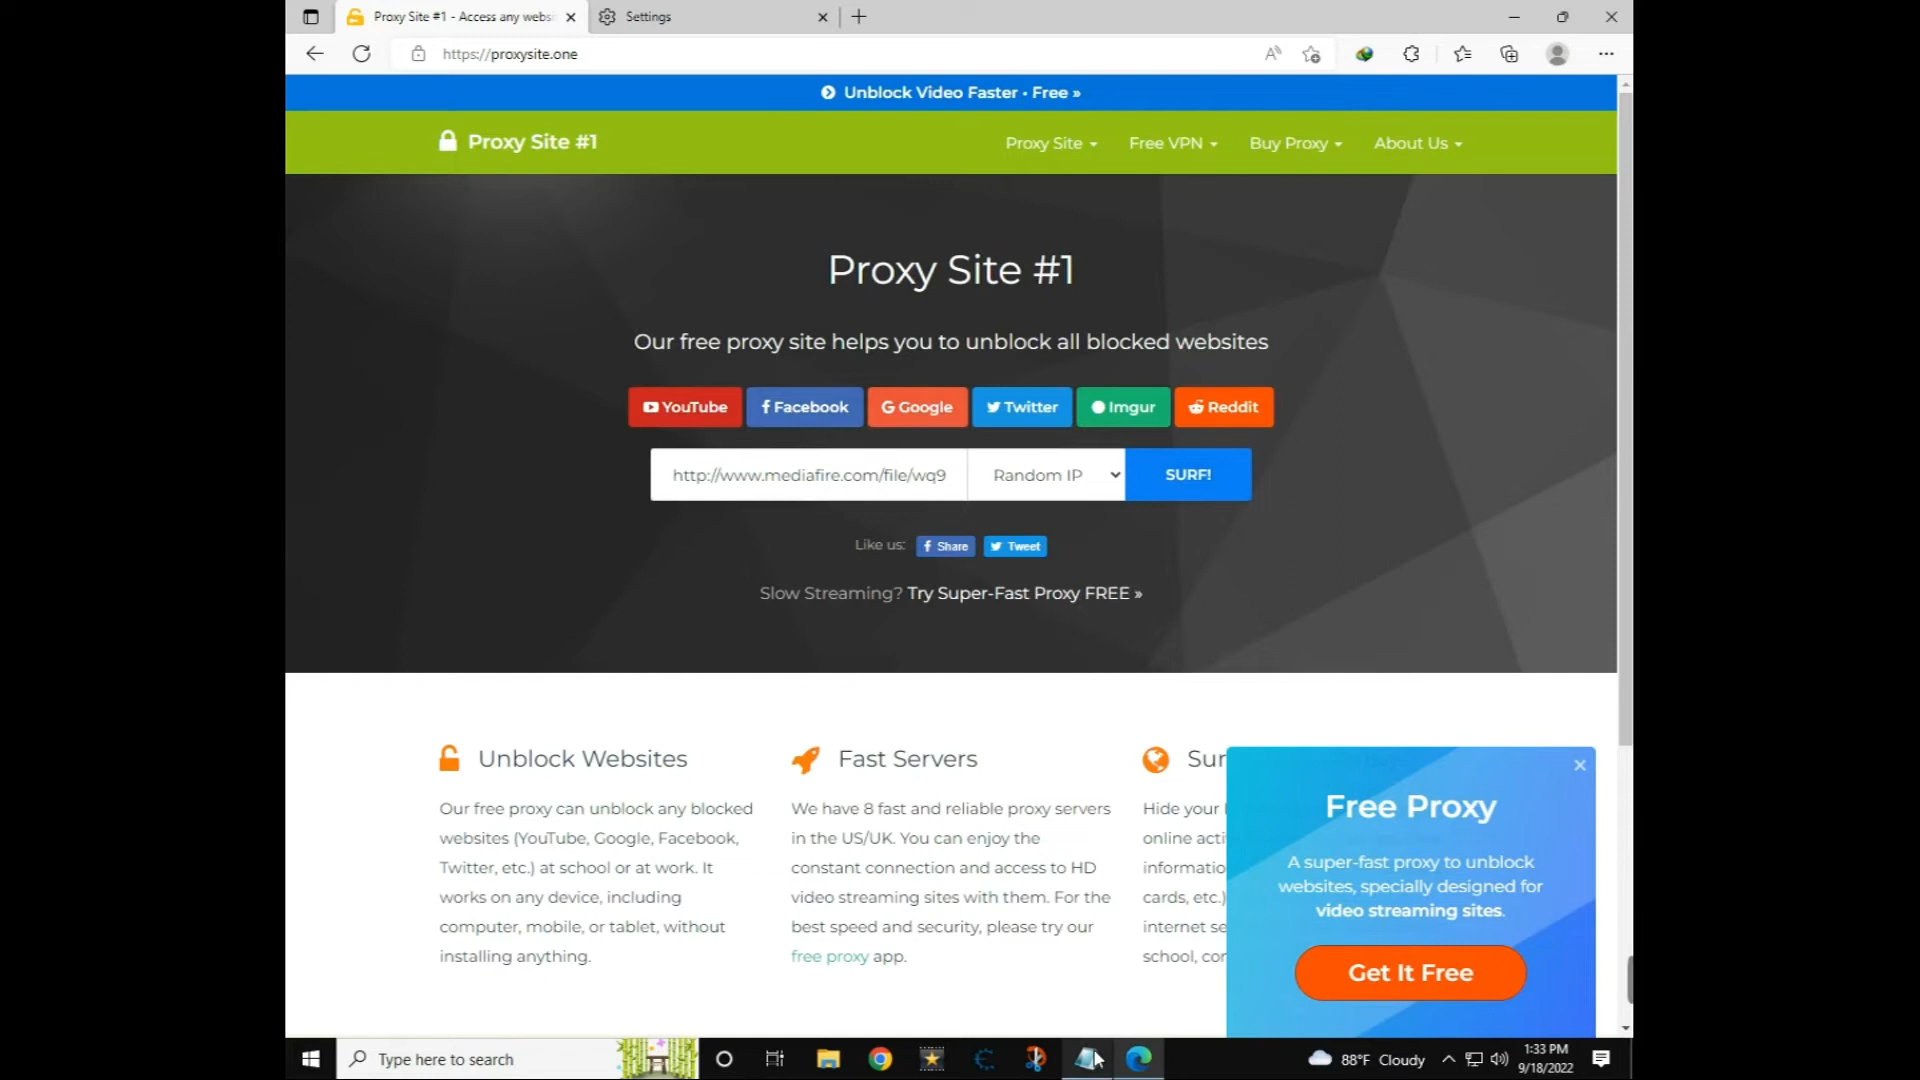 Proxy Site #1 - Access any webs
Settings
https://proxysite.one
Unblock Video Faster • Free »
Proxy Site #1
Proxy Site
Free VPN
Buy Proxy
About Us
Proxy Site #1
Our free proxy site helps you to unblock all blocked websites
YouTube
Facebook
Google
Twitter
Imgur
Reddit
http://www.mediafire.com/file/wq9
Random IP
SURF!
Like us:
Share
Tweet
Slow Streaming? Try Super-Fast Proxy FREE »
Unblock Websites
Our free proxy can unblock any blocked
websites (YouTube, Google, Facebook,
Twitter, etc.) at school or at work. It
works on any device, including
computer, mobile, or tablet, without
installing anything.
Fast Servers
We have 8 fast and reliable proxy servers
in the US/UK. You can enjoy the
constant connection and access to HD
video streaming sites with them. For the
best speed and security, please try our
free proxy app.
Sur
Hide your
online acti
informatio
cards, etc.)
internet se
school, cor
Free Proxy
A super-fast proxy to unblock
websites, specially designed for
video streaming sites.
Get It Free
Type here to search
88°F Cloudy
1:33 PM
9/18/2022